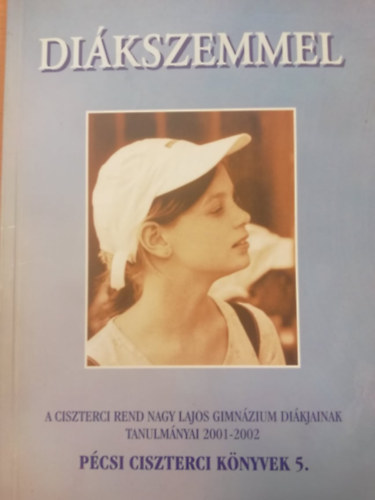 DIÁKSZEMMEL
A CISZTERCI REND NAGY LAJOS GIMNÁZIUM DIÁKJAINAK
TANULMÁNYAI 2001-2002
PÉCSI CISZTERCI KÖNYVEK 5.